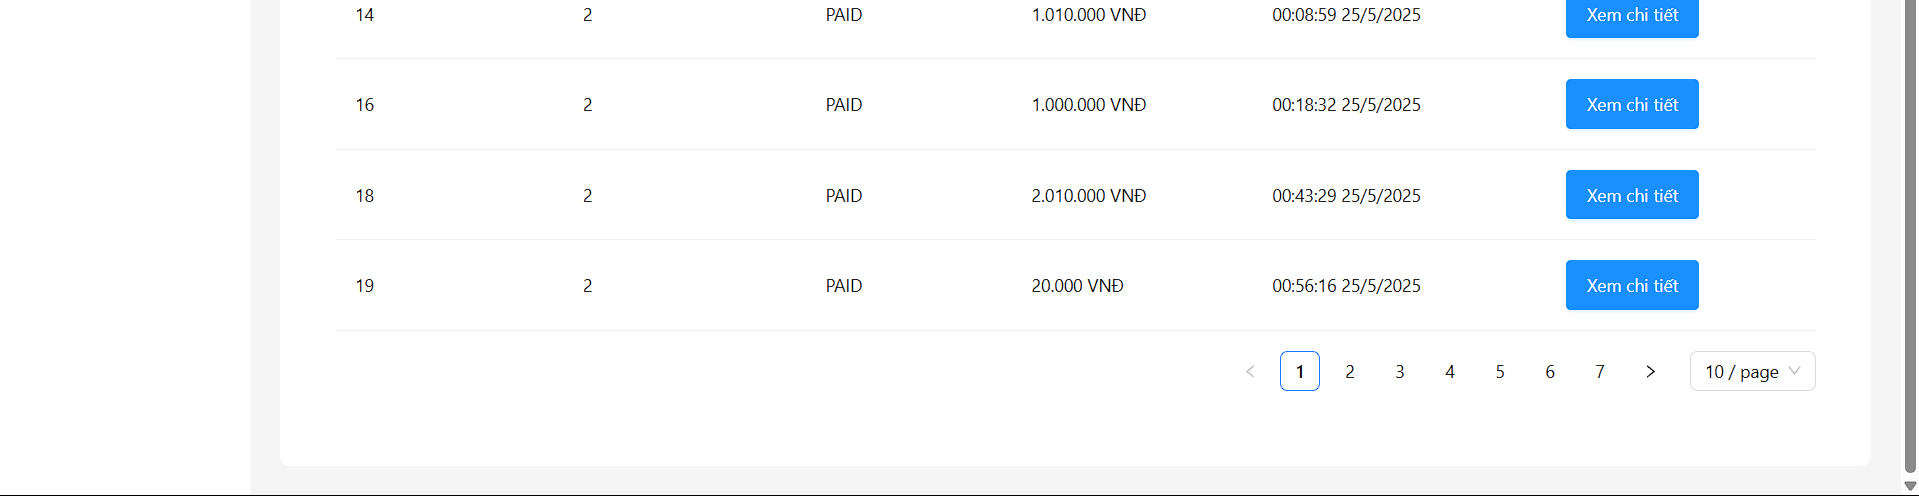 14 2 PAID 1.010.000 VNĐ 00:08:59 25/5/2025 Xem chi tiết
16 2 PAID 1.000.000 VNĐ 00:18:32 25/5/2025 Xem chi tiết
18 2 PAID 2.010.000 VNĐ 00:43:29 25/5/2025 Xem chi tiết
19 2 PAID 20.000 VNĐ 00:56:16 25/5/2025 Xem chi tiết
< 1 2 3 4 5 6 7 > 10 / page